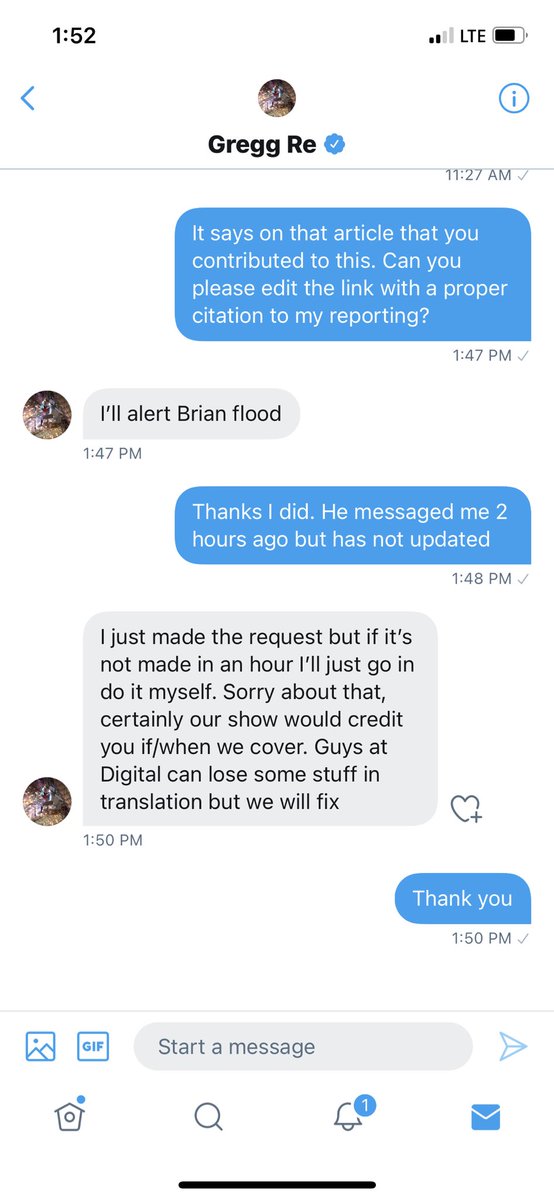 1:52
LTE
Gregg Re
11:27 AM ✓
It says on that article that you
contributed to this. Can you
please edit the link with a proper
citation to my reporting?
1:47 PM ✓
I'll alert Brian flood
1:47 PM
Thanks I did. He messaged me 2
hours ago but has not updated
1:48 PM ✓
I just made the request but if it's
not made in an hour I'll just go in
do it myself. Sorry about that,
certainly our show would credit
you if/when we cover. Guys at
Digital can lose some stuff in
translation but we will fix
1:50 PM
Thank you
1:50 PM ✓
GIF
Start a message
1